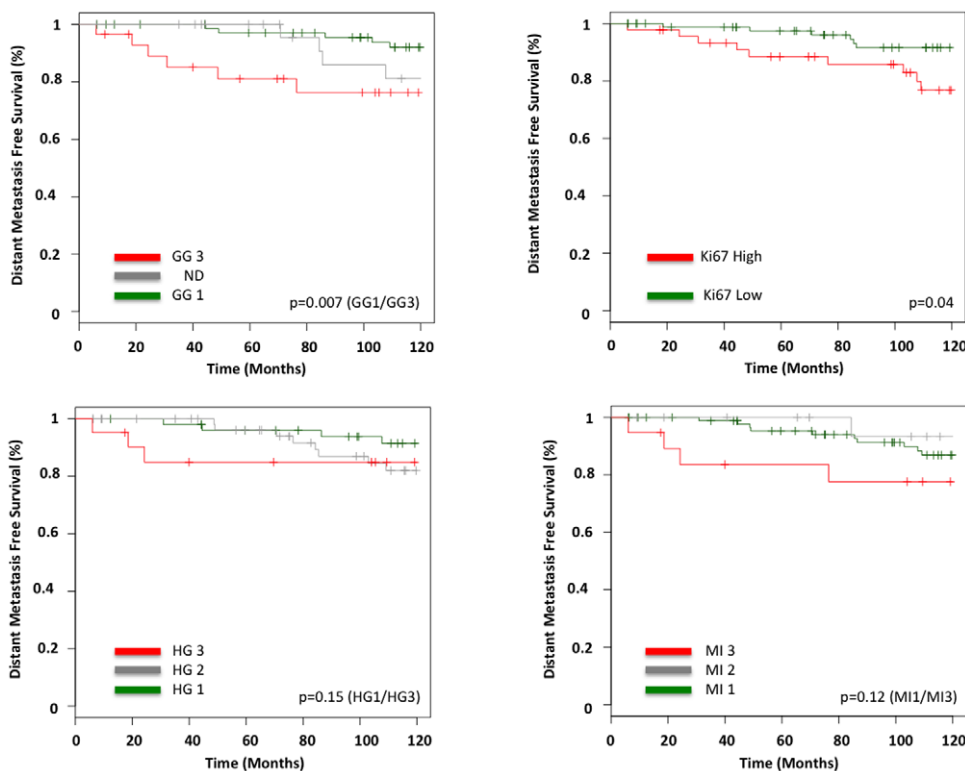 Distant Metastasis Free Survival (%)
1
0.8
0.6
0.4
0.2
0
GG 3
ND
GG 1
p=0.007 (GG1/GG3)
0 20 40 60 80 100 120
Time (Months)
Distant Metastasis Free Survival (%)
1
0.8
0.6
0.4
0.2
0
Ki67 High
Ki67 Low
p=0.04
0 20 40 60 80 100 120
Time (Months)
Distant Metastasis Free Survival (%)
1
0.8
0.6
0.4
0.2
0
HG 3
HG 2
HG 1
p=0.15 (HG1/HG3)
0 20 40 60 80 100 120
Time (Months)
Distant Metastasis Free Survival (%)
1
0.8
0.6
0.4
0.2
0
MI 3
MI 2
MI 1
p=0.12 (MI1/MI3)
0 20 40 60 80 100 120
Time (Months)